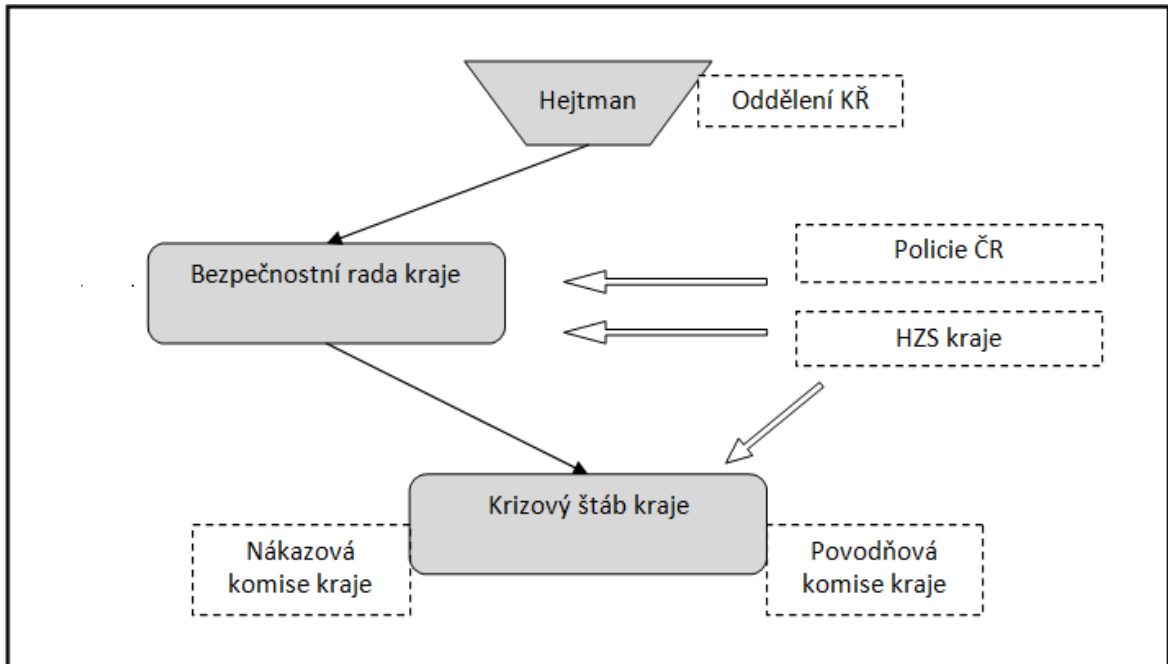 Hejtman
Oddělení KŘ
Policie ČR
Bezpečnostní rada kraje
HZS kraje
Krizový štáb kraje
Nákazová
komise kraje
Povodňová
komise kraje